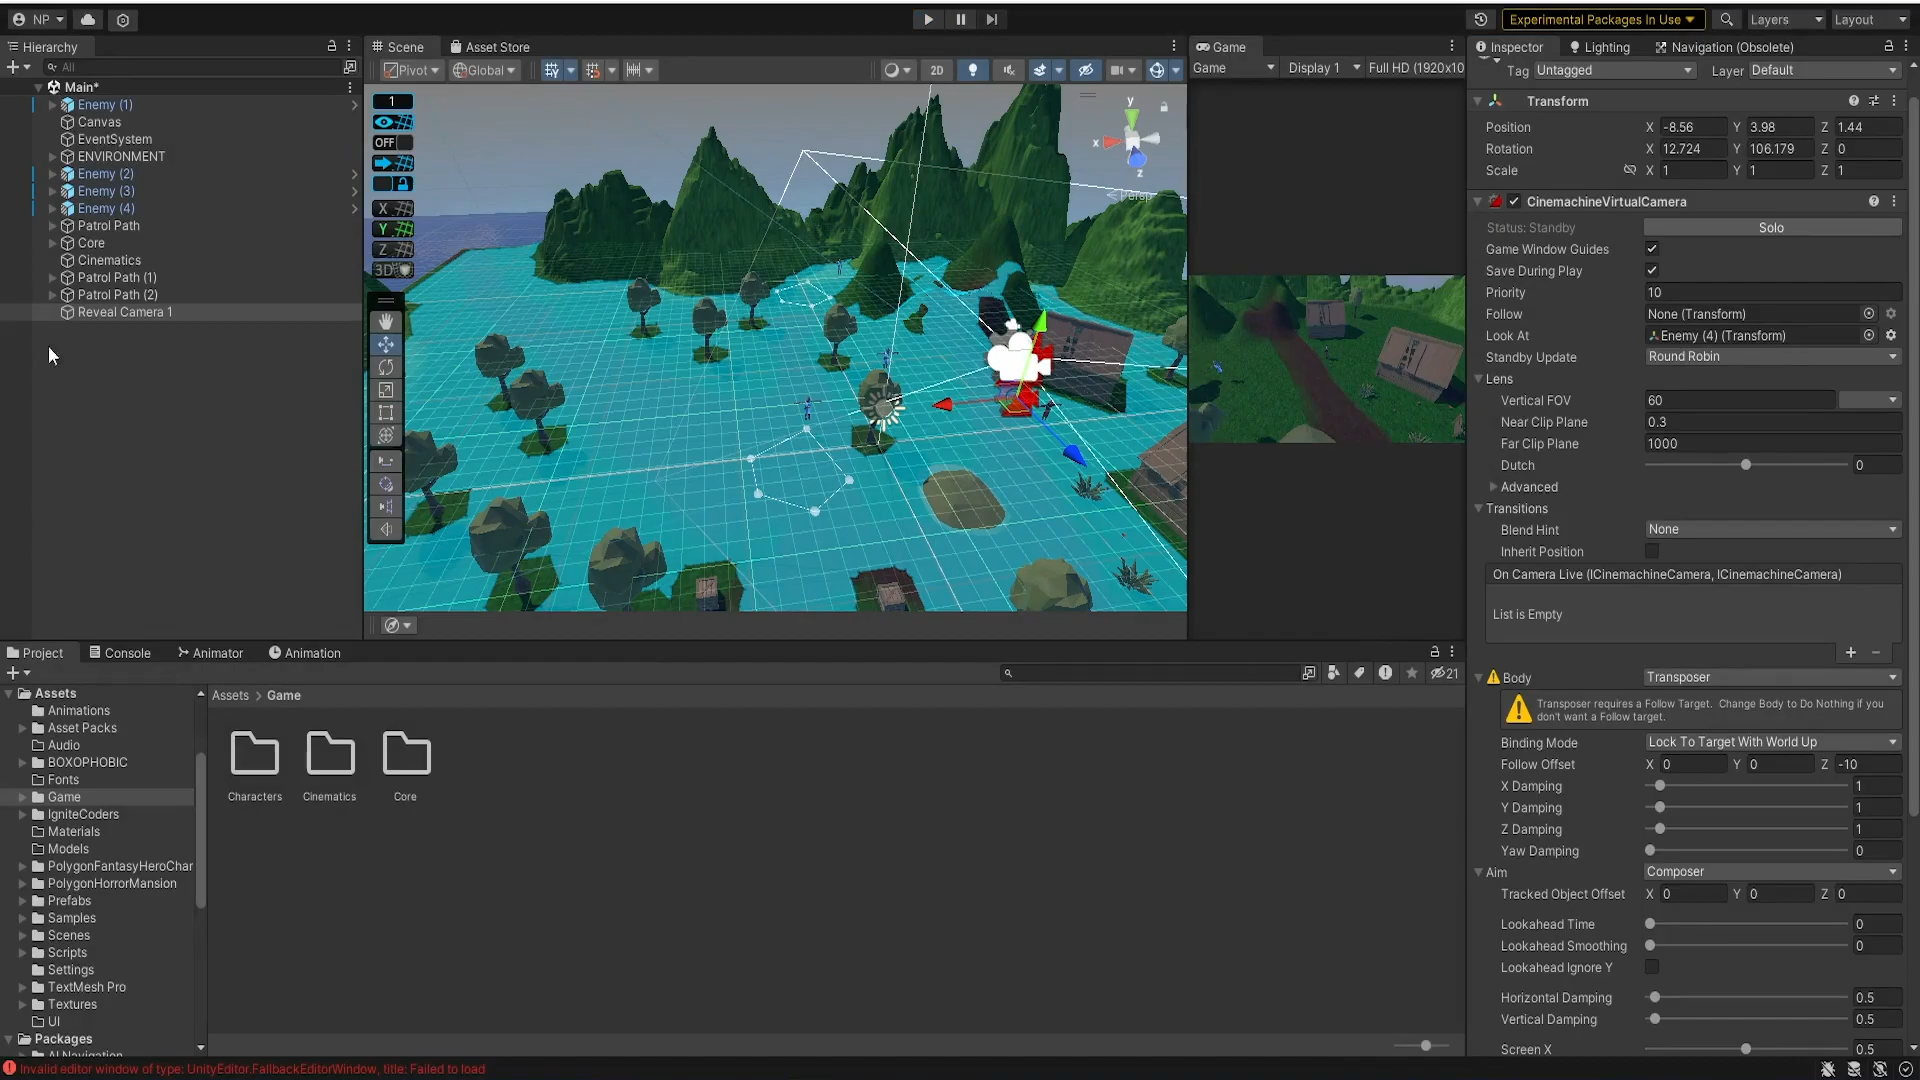 NP
Experimental Packages In Use
Layers
Layout
Hierarchy
All
Main*
Enemy (1)
Canvas
EventSystem
ENVIRONMENT
Enemy (2)
Enemy (3)
Enemy (4)
Patrol Path
Core
Cinematics
Patrol Path (1)
Patrol Path (2)
Reveal Camera 1
Scene
Asset Store
Pivot
Global
2D
1
OFF
X
Y
Z
3D
y
x
z
Persp
Game
Game
Display 1
Full HD (1920x10
Inspector
Lighting
Navigation (Obsolete)
Tag Untagged
Layer Default
Transform
Position X -8.56 Y 3.98 Z 1.44
Rotation X 12.724 Y 106.179 Z 0
Scale X 1 Y 1 Z 1
CinemachineVirtualCamera
Status: Standby Solo
Game Window Guides
Save During Play
Priority 10
Follow None (Transform)
Look At Enemy (4) (Transform)
Standby Update Round Robin
Lens
Vertical FOV 60
Near Clip Plane 0.3
Far Clip Plane 1000
Dutch 0
Advanced
Transitions
Blend Hint None
Inherit Position
On Camera Live (ICinemachineCamera, ICinemachineCamera)
List is Empty
Body Transposer
Transposer requires a Follow Target. Change Body to Do Nothing if you
don't want a Follow target.
Binding Mode Lock To Target With World Up
Follow Offset X 0 Y 0 Z -10
X Damping 1
Y Damping 1
Z Damping 1
Yaw Damping 0
Aim Composer
Tracked Object Offset X 0 Y 0 Z 0
Lookahead Time 0
Lookahead Smoothing 0
Lookahead Ignore Y
Horizontal Damping 0.5
Vertical Damping 0.5
Screen X 0.5
Project
Console
Animator
Animation
21
Assets
Animations
Asset Packs
Audio
BOXOPHOBIC
Fonts
Game
IgniteCoders
Materials
Models
PolygonFantasyHeroChar
PolygonHorrorMansion
Prefabs
Samples
Scenes
Scripts
Settings
TextMesh Pro
Textures
UI
Packages
AI Navigation
Assets > Game
Characters
Cinematics
Core
Invalid editor window of type: UnityEditor.FallbackEditorWindow, title: Failed to load